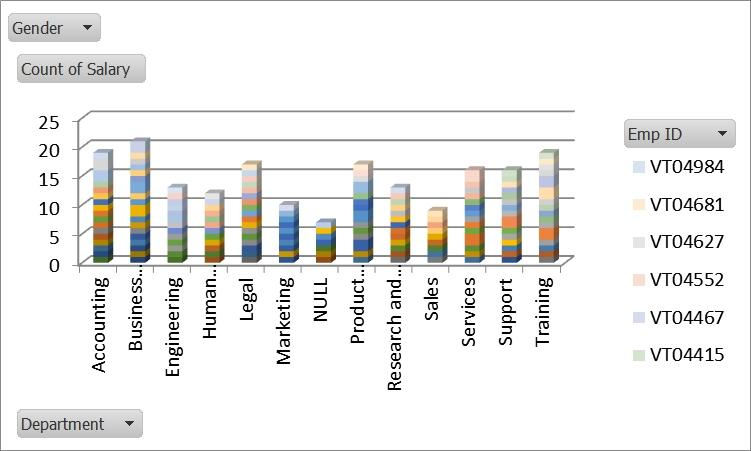 Gender
Count of Salary
25
20
15
10
5
0
Accounting
Business...
Engineering
Human...
Legal
Marketing
NULL
Product...
Research and...
Sales
Services
Support
Training
Emp ID
VT04984
VT04681
VT04627
VT04552
VT04467
VT04415
Department